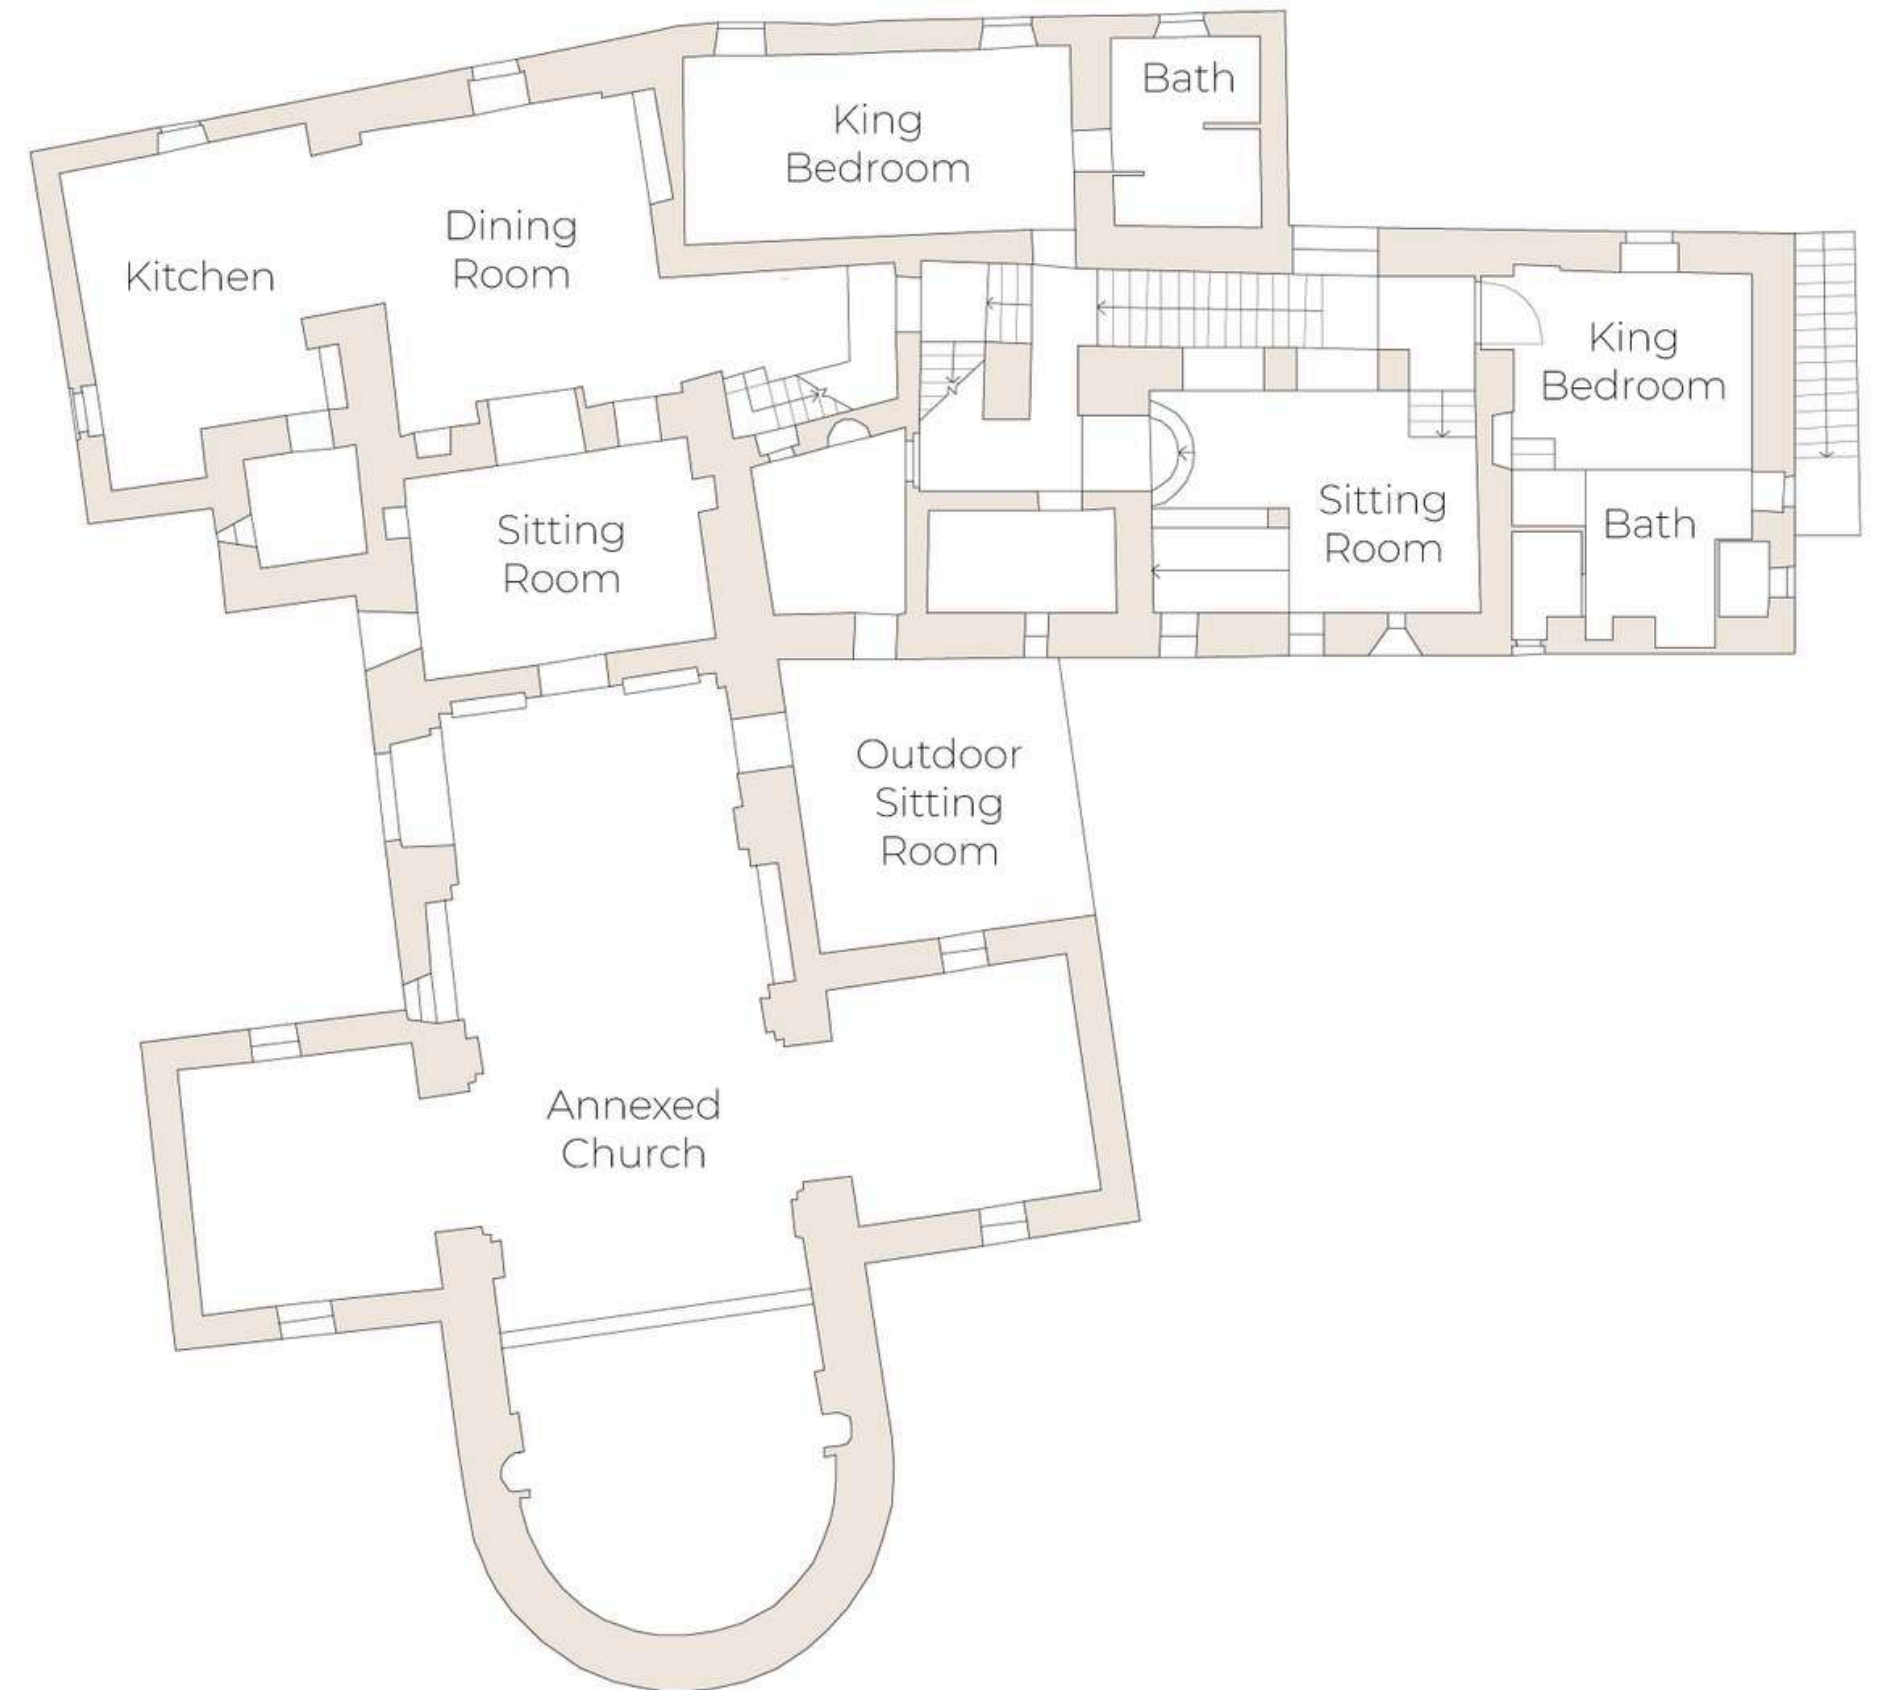 Bath
King
Bedroom
Dining
Room
Kitchen
King
Bedroom
Sitting
Room
Bath
Sitting
Room
Outdoor
Sitting
Room
Annexed
Church